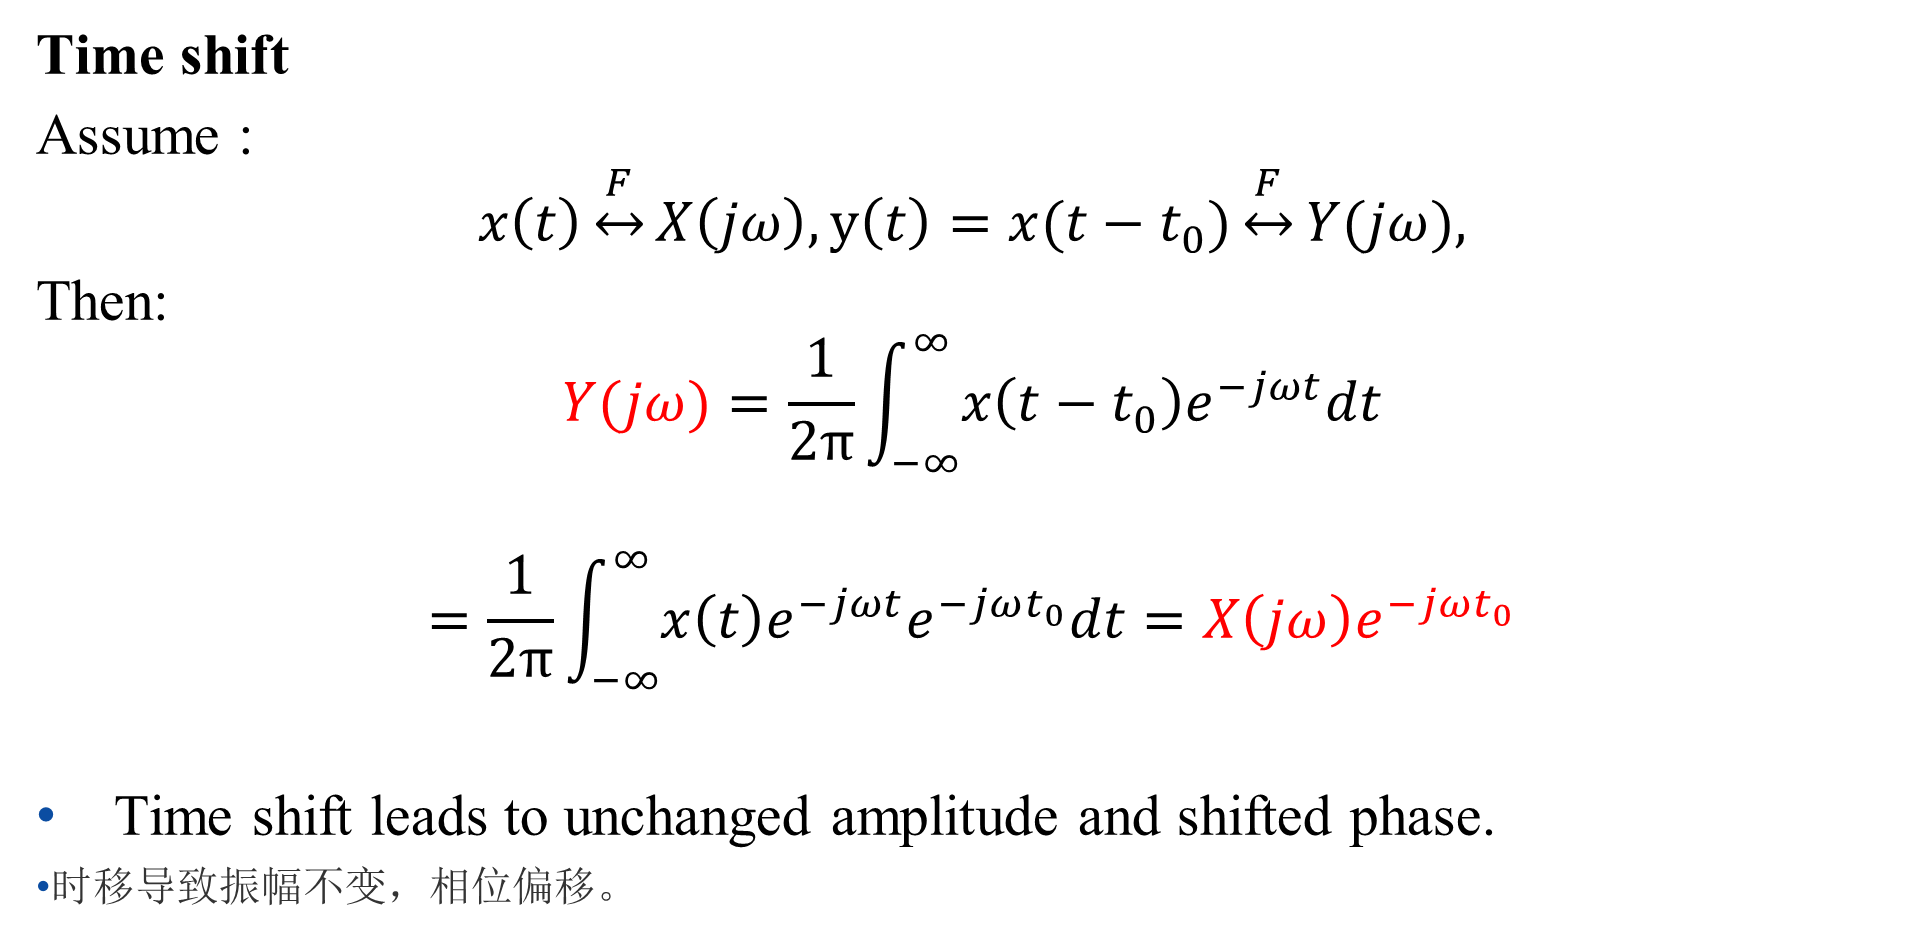 Time shift
Assume :
x(t) F↔ X(jω), y(t) = x(t − t₀) F↔ Y(jω),
Then:
Y(jω) = 1/2π ∫_{−∞}^{∞} x(t − t₀)e^{−jωt}dt
= 1/2π ∫_{−∞}^{∞} x(t)e^{−jωt}e^{−jωt₀}dt = X(jω)e^{−jωt₀}
• Time shift leads to unchanged amplitude and shifted phase.
•时移导致振幅不变，相位偏移。